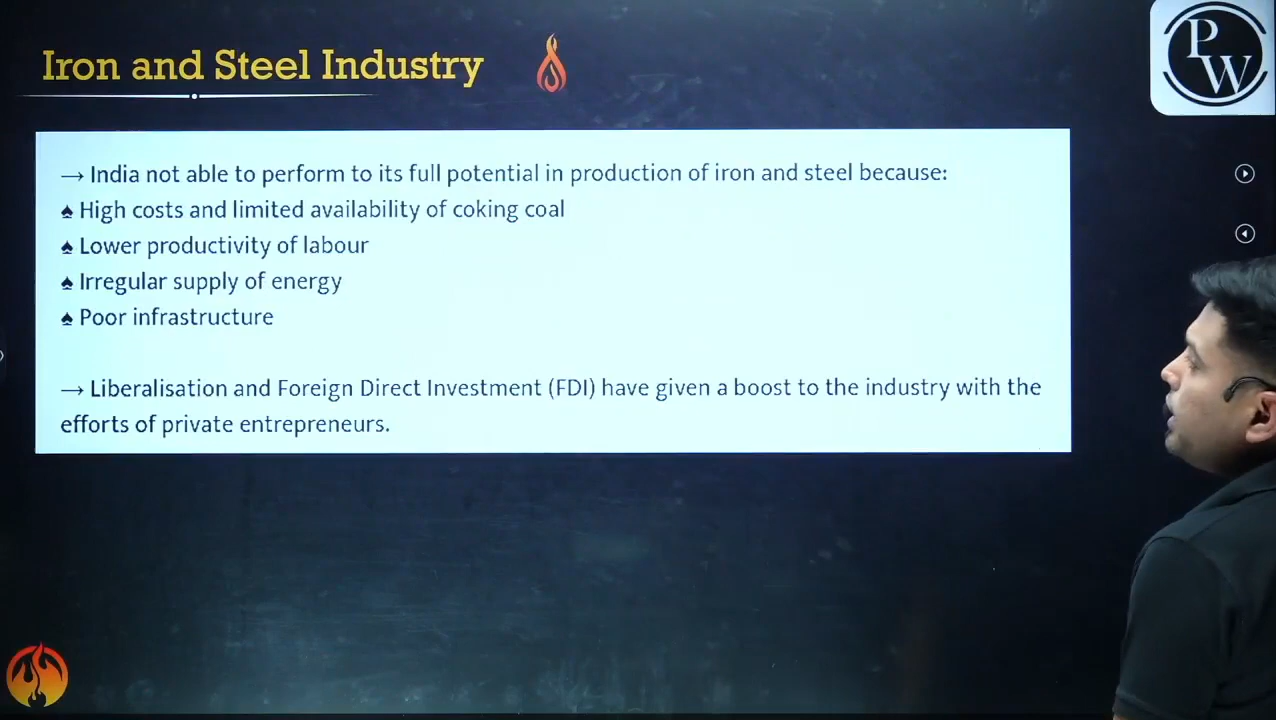 Iron and Steel Industry
PW
→ India not able to perform to its full potential in production of iron and steel because:
♠ High costs and limited availability of coking coal
♠ Lower productivity of labour
♠ Irregular supply of energy
♠ Poor infrastructure
→ Liberalisation and Foreign Direct Investment (FDI) have given a boost to the industry with the
efforts of private entrepreneurs.